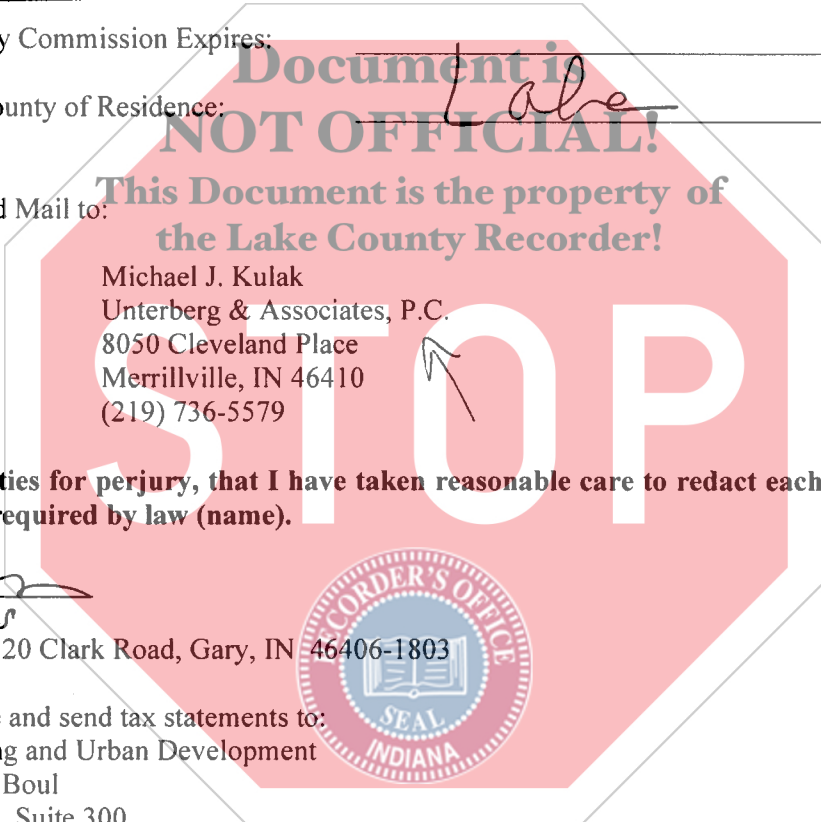 y Commission Expires:
Document is
Lake
ounty of Residence:
NOT OFFICIAL!
This Document is the property of
d Mail to:
the Lake County Recorder!
Michael J. Kulak
Unterberg & Associates, P.C.
8050 Cleveland Place
Merrillville, IN 46410
(219) 736-5579
STOP
ties for perjury, that I have taken reasonable care to redact each
required by law (name).
20 Clark Road, Gary, IN 46406-1803
RECORDER'S OFFICE
SEAL
INDIANA
e and send tax statements to:
ng and Urban Development
Boul
Suite 300